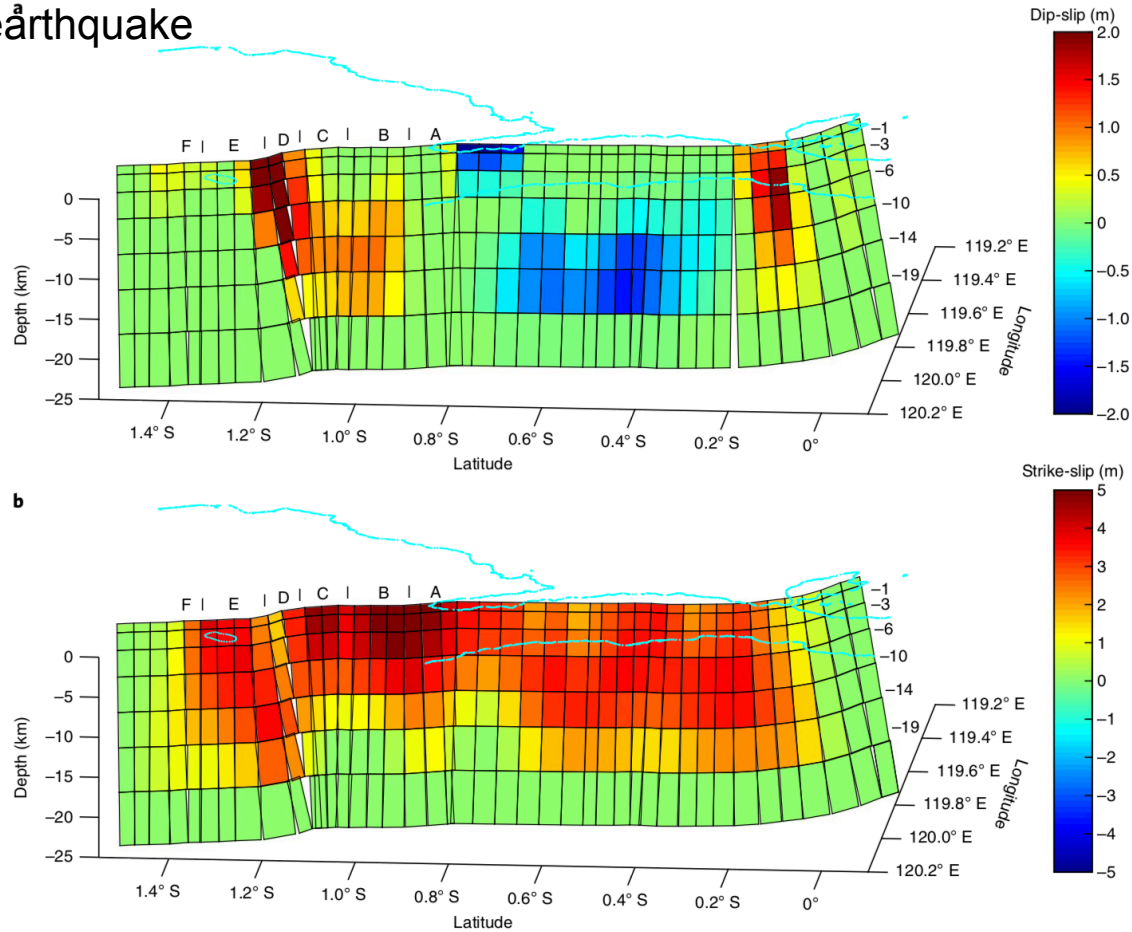 a
earthquake
Dip-slip (m)
2.0
1.5
1.0
0.5
0
–0.5
–1.0
–1.5
–2.0
F | E | D | C | B | A
–1
–3
–6
–10
–14
–19
0
–5
–10
–15
–20
–25
Depth (km)
119.2° E
119.4° E
119.6° E
119.8° E
120.0° E
120.2° E
Longitude
1.4° S 1.2° S 1.0° S 0.8° S 0.6° S 0.4° S 0.2° S 0°
Latitude
b
Strike-slip (m)
5
4
3
2
1
0
–1
–2
–3
–4
–5
F | E | D | C | B | A
–1
–3
–6
–10
–14
–19
0
–5
–10
–15
–20
–25
Depth (km)
119.2° E
119.4° E
119.6° E
119.8° E
120.0° E
120.2° E
Longitude
1.4° S 1.2° S 1.0° S 0.8° S 0.6° S 0.4° S 0.2° S 0°
Latitude